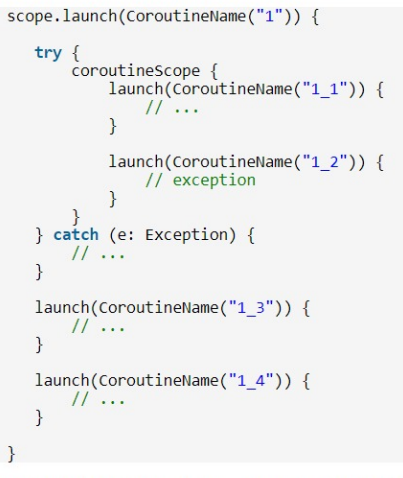 scope.launch(CoroutineName("1")) {
try {
coroutineScope {
launch(CoroutineName("1_1")) {
// ...
}
launch(CoroutineName("1_2")) {
// exception
}
}
} catch (e: Exception) {
// ...
}
launch(CoroutineName("1_3")) {
// ...
}
launch(CoroutineName("1_4")) {
// ...
}
}